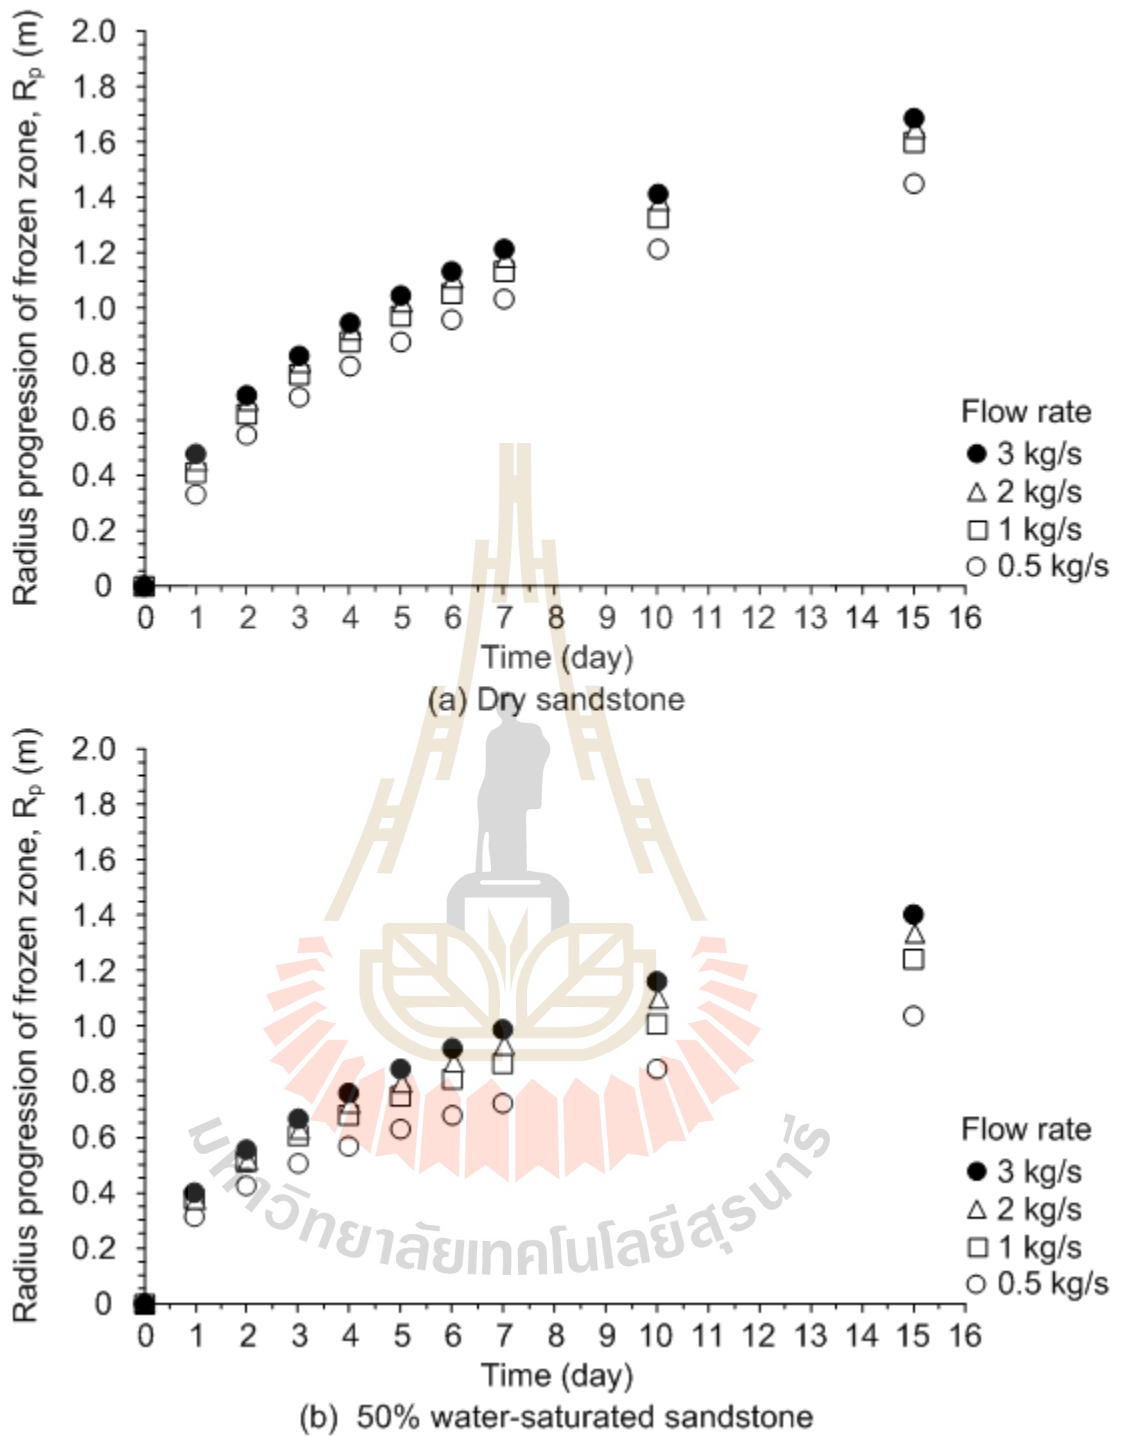 Radius progression of frozen zone, Rₚ (m)
2.0
1.8
1.6
1.4
1.2
1.0
0.8
0.6
0.4
0.2
0
0 1 2 3 4 5 6 7 8 9 10 11 12 13 14 15 16
Time (day)
Flow rate
3 kg/s
2 kg/s
1 kg/s
0.5 kg/s
(a) Dry sandstone
Radius progression of frozen zone, Rₚ (m)
2.0
1.8
1.6
1.4
1.2
1.0
0.8
0.6
0.4
0.2
0
0 1 2 3 4 5 6 7 8 9 10 11 12 13 14 15 16
Time (day)
Flow rate
3 kg/s
2 kg/s
1 kg/s
0.5 kg/s
(b) 50% water-saturated sandstone
มหาวิทยาลัยเทคโนโลยีสุรนารี